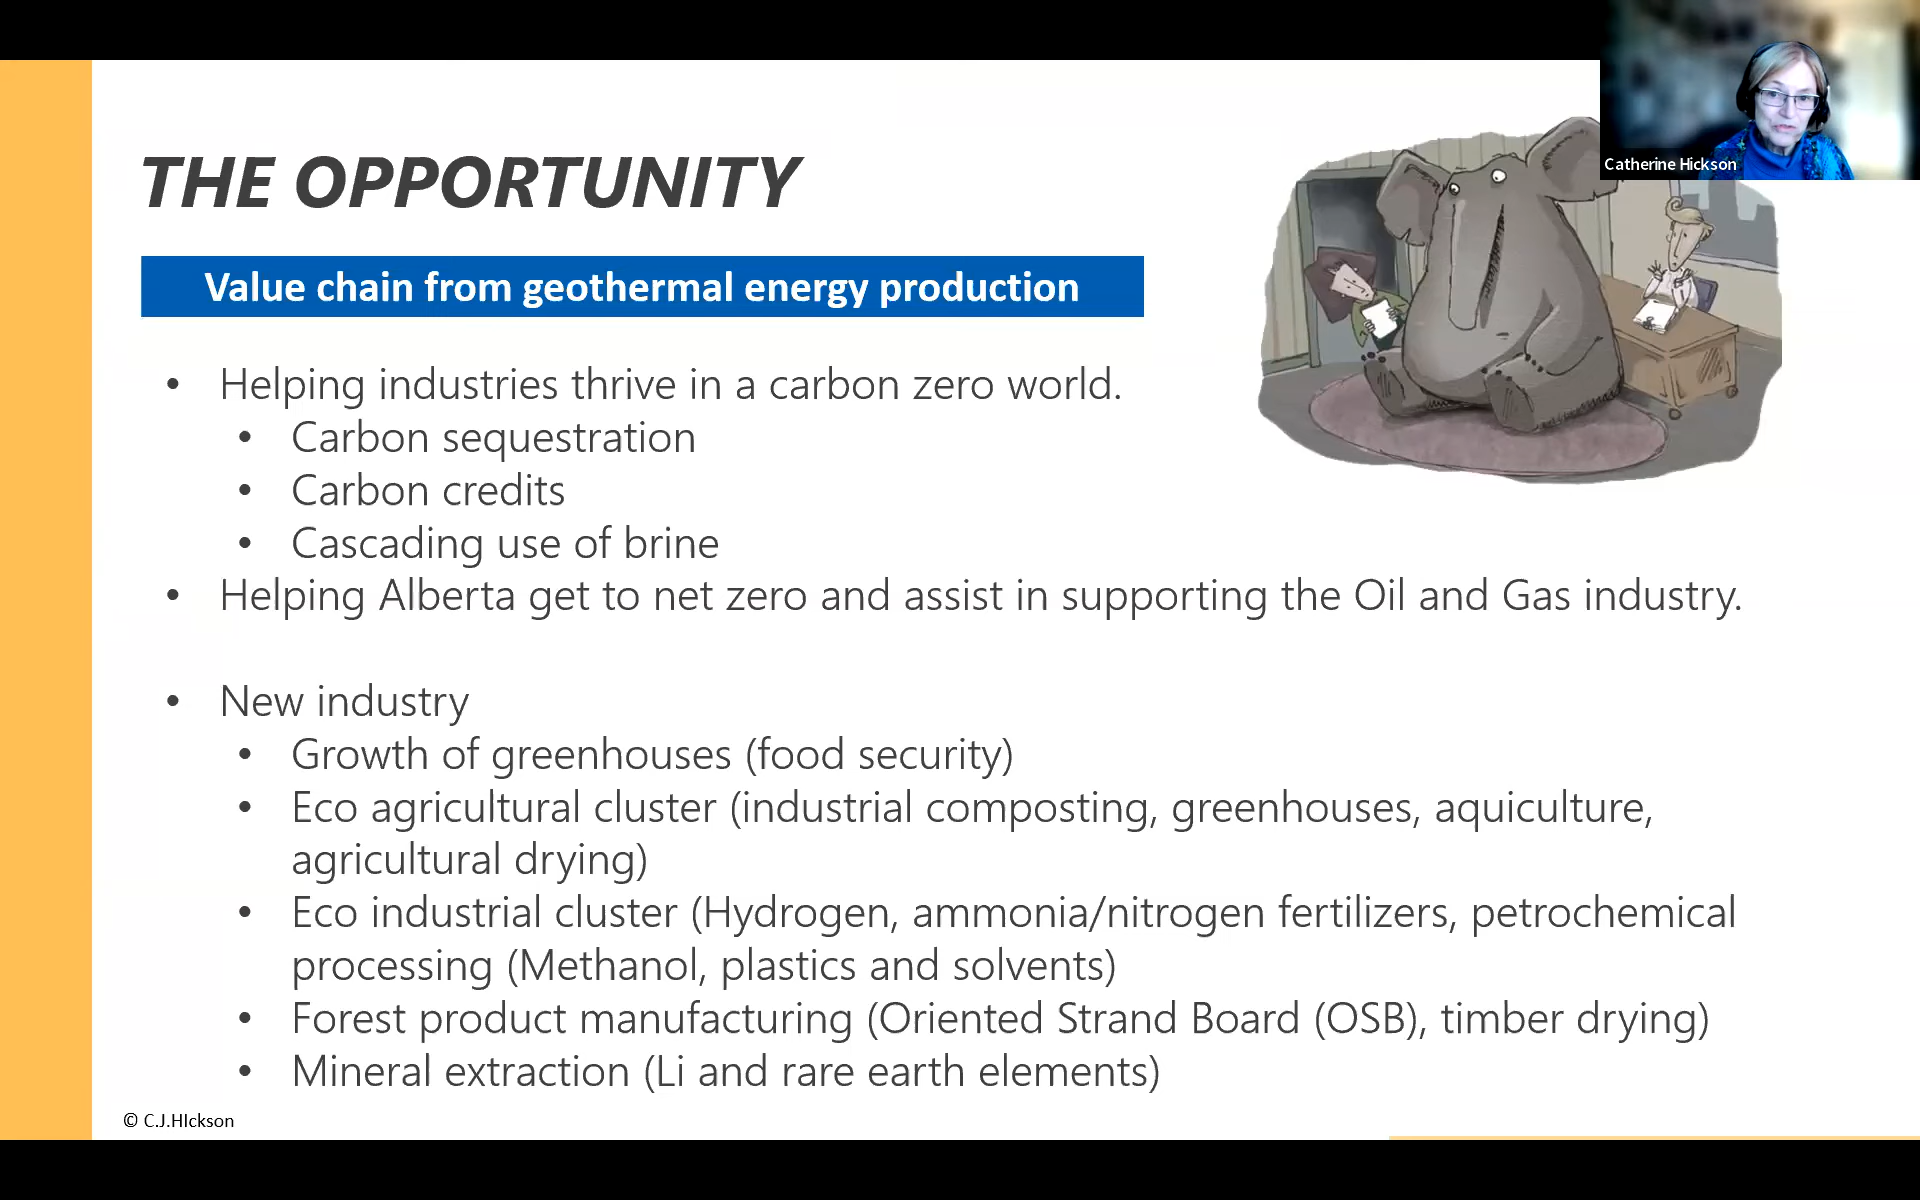 Catherine Hickson
THE OPPORTUNITY
Value chain from geothermal energy production
• Helping industries thrive in a carbon zero world.
• Carbon sequestration
• Carbon credits
• Cascading use of brine
• Helping Alberta get to net zero and assist in supporting the Oil and Gas industry.
• New industry
• Growth of greenhouses (food security)
• Eco agricultural cluster (industrial composting, greenhouses, aquiculture,
agricultural drying)
• Eco industrial cluster (Hydrogen, ammonia/nitrogen fertilizers, petrochemical
processing (Methanol, plastics and solvents)
• Forest product manufacturing (Oriented Strand Board (OSB), timber drying)
• Mineral extraction (Li and rare earth elements)
© C.J.HIckson